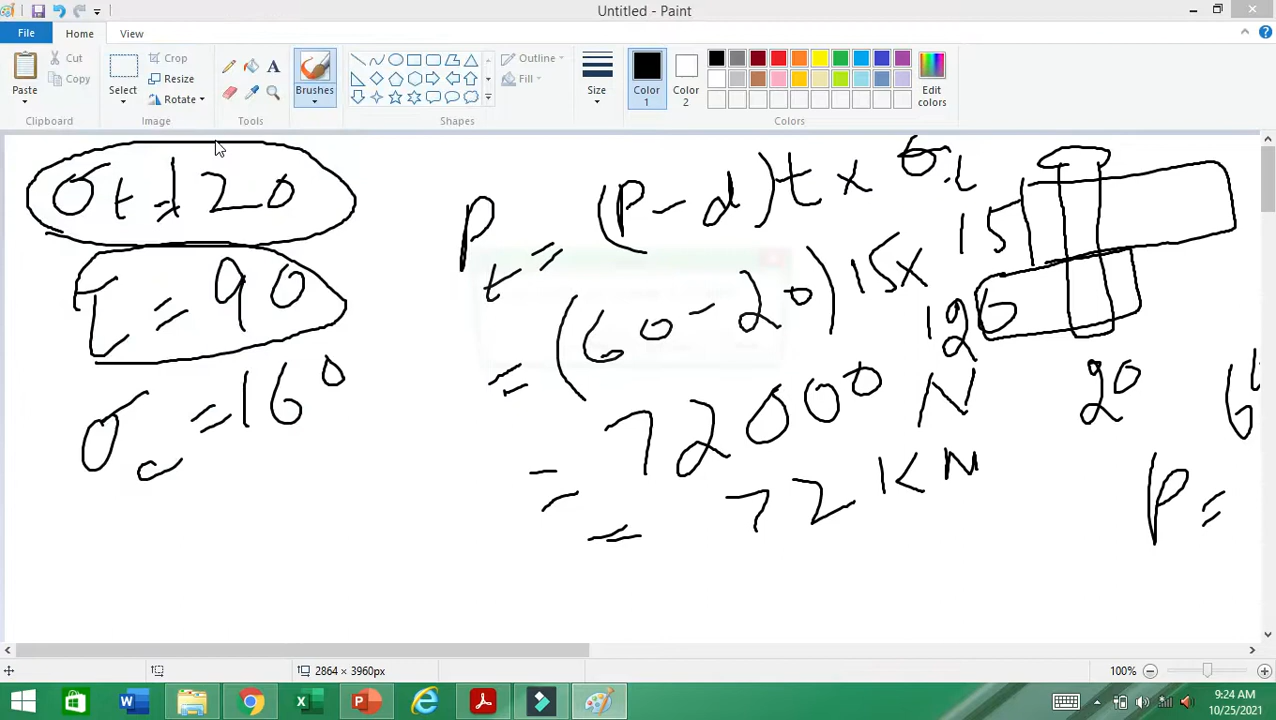 Untitled - Paint
File
Home
View
Paste
Cut
Copy
Clipboard
Select
Crop
Resize
Rotate
Image
Tools
Brushes
Shapes
Outline
Fill
Size
Color 1
Color 2
Colors
Edit colors
σt = 120
τ = 90
σc = 160
Pt = (P - d) t x σt
= (60 - 20) 15 x 120
= 72000 N
= 72 KN
15
20
P =
2864 × 3960px
100%
9:24 AM
10/25/2021